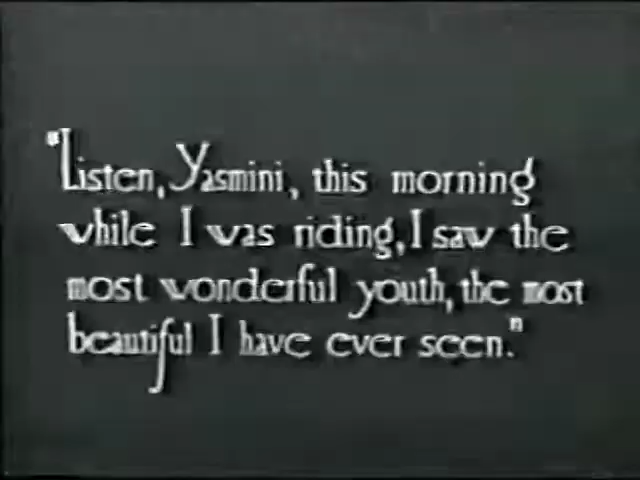 "Listen, Yasmini, this morning
while I was riding, I saw the
most wonderful youth, the most
beautiful I have ever seen."